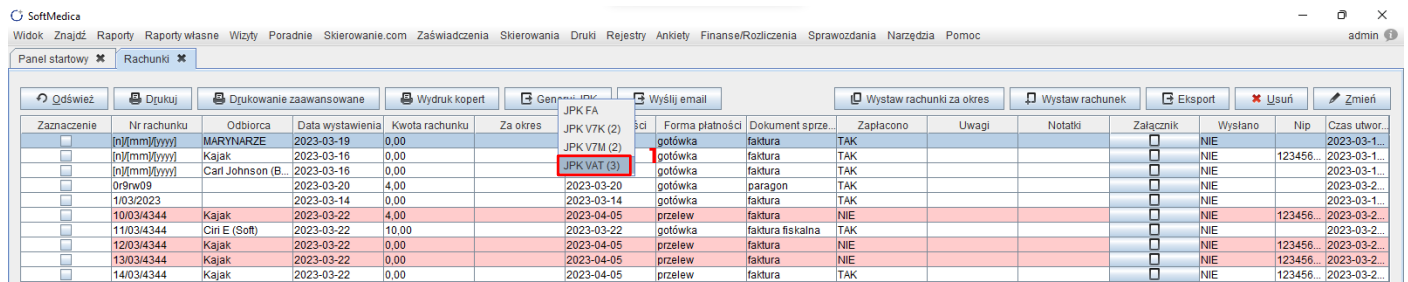 SoftMedica
Widok Znajdź Raporty Raporty własne Wizyty Poradnie Skierowanie.com Zaświadczenia Skierowania Druki Rejestry Ankiety Finanse/Rozliczenia Sprawozdania Narzędzia Pomoc admin
Panel startowy Rachunki
Odśwież Drukuj Drukowanie zaawansowane Wydruk kopert Wyślij email Wystaw rachunki za okres Wystaw rachunek Eksport Usuń Zmień
JPK FA
JPK V7K (2)
JPK V7M (2)
JPK VAT (3)
Zaznaczenie Nr rachunku Odbiorca Data wystawienia Kwota rachunku Za okres Forma płatności Dokument sprze... Zapłacono Uwagi Notatki Załącznik Wysłano Nip Czas utwor...
[n]/[mm]/[yyyy] MARYNARZE 2023-03-19 0,00 gotówka faktura TAK NIE 2023-03-1...
[n]/[mm]/[yyyy] Kajak 2023-03-16 0,00 gotówka faktura TAK NIE 123456... 2023-03-1...
[n]/[mm]/[yyyy] Carl Johnson (B... 2023-03-16 0,00 gotówka faktura TAK NIE 2023-03-1...
0r9rw09 2023-03-20 4,00 2023-03-20 gotówka paragon TAK NIE 2023-03-2...
1/03/2023 2023-03-14 0,00 2023-03-14 gotówka faktura TAK NIE 2023-03-1...
10/03/4344 Kajak 2023-03-22 4,00 2023-04-05 przelew faktura NIE NIE 123456... 2023-03-2...
11/03/4344 Ciri E (Soft) 2023-03-22 10,00 2023-03-22 gotówka faktura fiskalna TAK NIE 2023-03-2...
12/03/4344 Kajak 2023-03-22 0,00 2023-04-05 przelew faktura NIE NIE 123456... 2023-03-2...
13/03/4344 Kajak 2023-03-22 0,00 2023-04-05 przelew faktura NIE NIE 123456... 2023-03-2...
14/03/4344 Kajak 2023-03-22 0,00 2023-04-05 przelew faktura TAK NIE 123456... 2023-03-2...